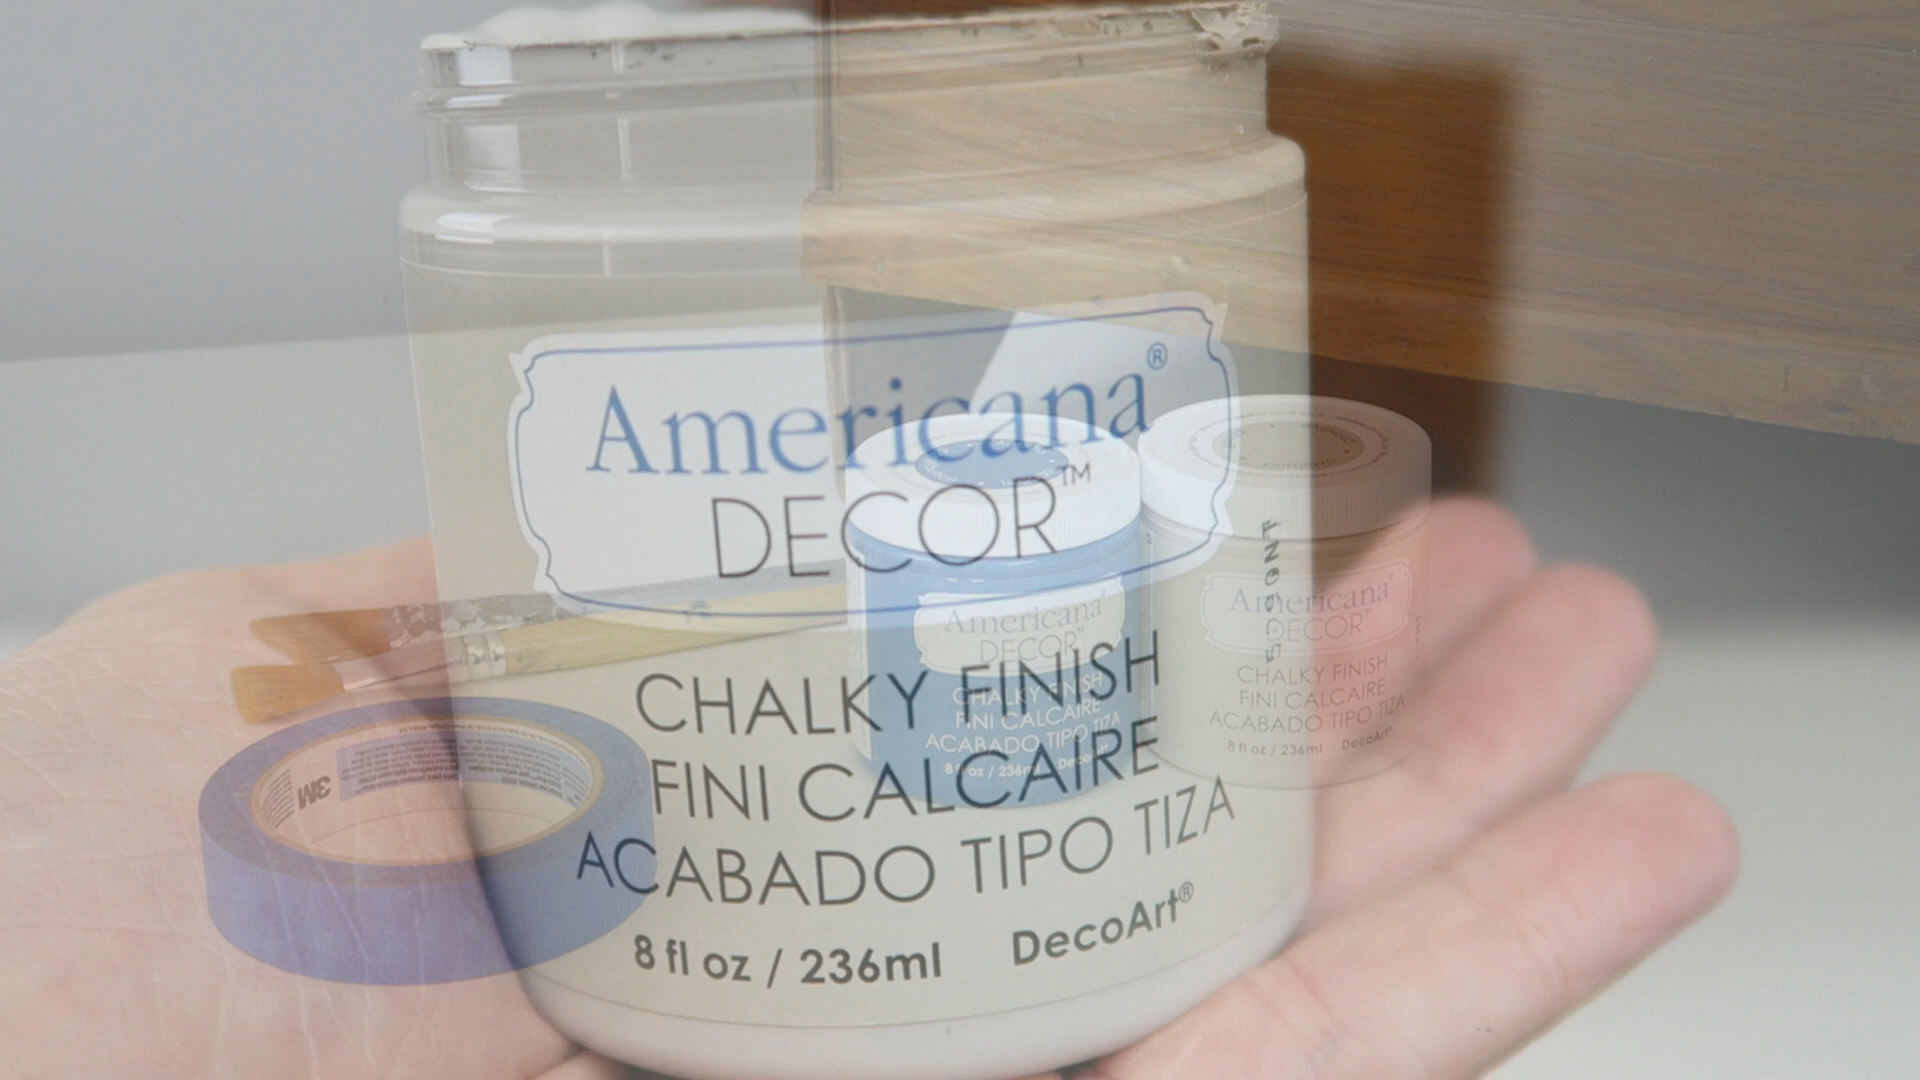 Americana®
DECOR™
CHALKY FINISH
FINI CALCAIRE
ACABADO TIPO TIZA
8 fl oz / 236ml DecoArt®
Americana®
DECOR™
CHALKY FINISH
FINI CALCAIRE
ACABADO TIPO TIZA
8 fl oz / 236ml DecoArt
Americana®
DECOR™
CHALKY FINISH
FINI CALCAIRE
ACABADO TIPO TIZA
8 fl oz / 236ml DecoArt®
3M